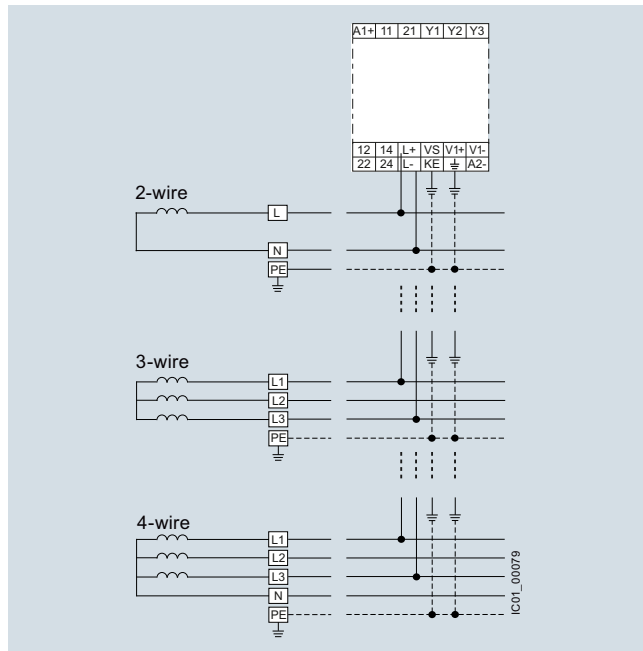 A1+ 11 21 Y1 Y2 Y3
12 14 L+ VS V1+ V1-
22 24 L- KE A2-
2-wire
L
N
PE
3-wire
L1
L2
L3
PE
4-wire
L1
L2
L3
N
PE
IC01_00079